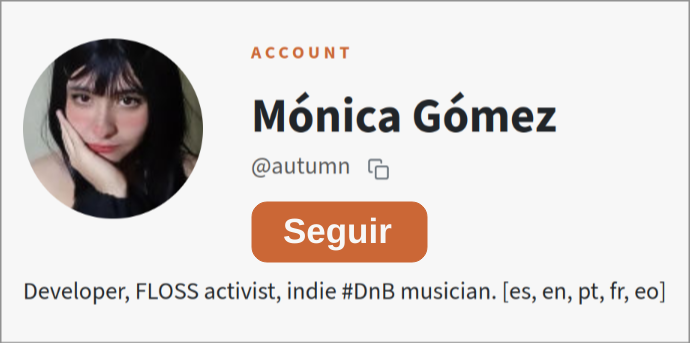 ACCOUNT
Mónica Gómez
@autumn
Seguir
Developer, FLOSS activist, indie #DnB musician. [es, en, pt, fr, eo]